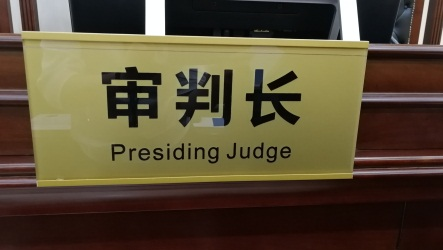 审判长
Presiding Judge